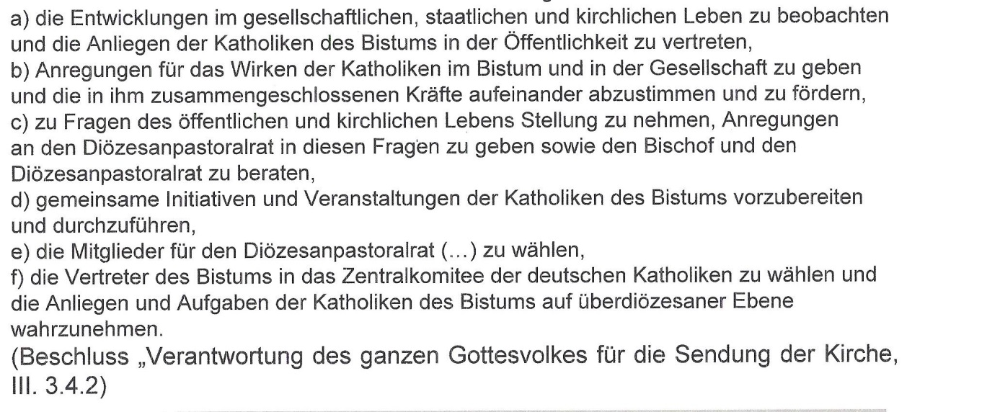 a) die Entwicklungen im gesellschaftlichen, staatlichen und kirchlichen Leben zu beobachten
und die Anliegen der Katholiken des Bistums in der Öffentlichkeit zu vertreten,
b) Anregungen für das Wirken der Katholiken im Bistum und in der Gesellschaft zu geben
und die in ihm zusammengeschlossenen Kräfte aufeinander abzustimmen und zu fördern,
c) zu Fragen des öffentlichen und kirchlichen Lebens Stellung zu nehmen, Anregungen
an den Diözesanpastoralrat in diesen Fragen zu geben sowie den Bischof und den
Diözesanpastoralrat zu beraten,
d) gemeinsame Initiativen und Veranstaltungen der Katholiken des Bistums vorzubereiten
und durchzuführen,
e) die Mitglieder für den Diözesanpastoralrat (...) zu wählen,
f) die Vertreter des Bistums in das Zentralkomitee der deutschen Katholiken zu wählen und
die Anliegen und Aufgaben der Katholiken des Bistums auf überdiözesaner Ebene
wahrzunehmen.
(Beschluss „Verantwortung des ganzen Gottesvolkes für die Sendung der Kirche,
III. 3.4.2)